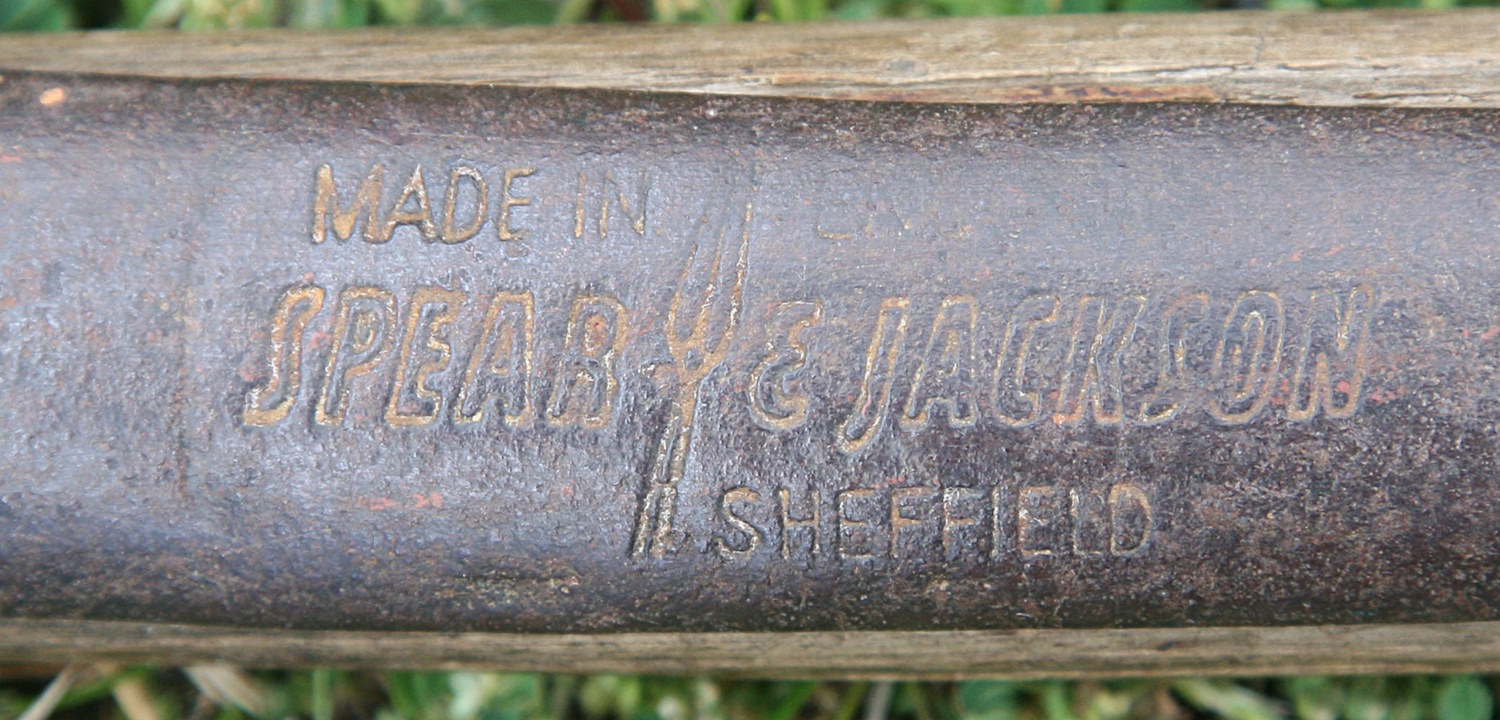 MADE IN
SPEAR & JACKSON
SHEFFIELD